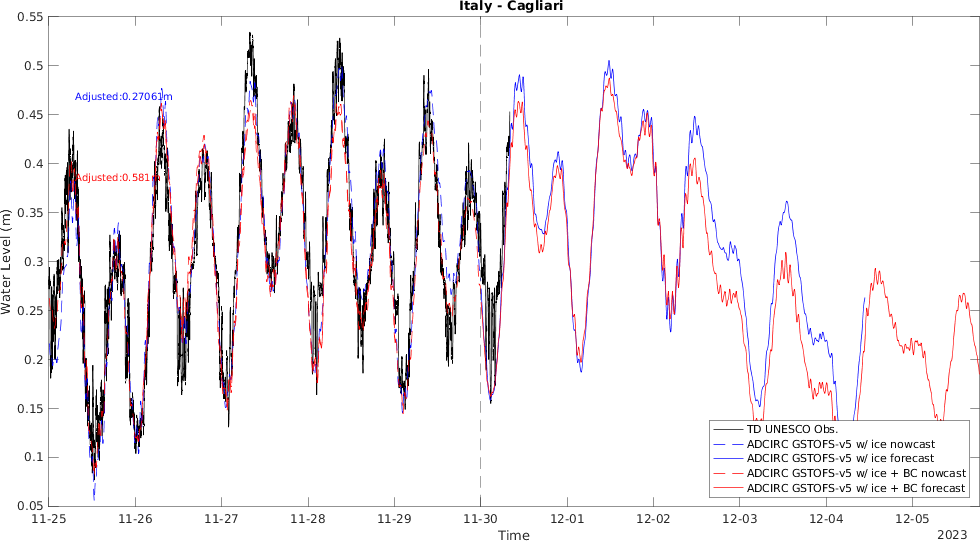 Italy - Cagliari
0.55
0.5
0.45
0.4
0.35
0.3
0.25
0.2
0.15
0.1
0.05
Water Level (m)
Adjusted:0.27061m
Adjusted:0.581
TD UNESCO Obs.
ADCIRC GSTOFS-v5 w/ ice nowcast
ADCIRC GSTOFS-v5 w/ ice forecast
ADCIRC GSTOFS-v5 w/ ice + BC nowcast
ADCIRC GSTOFS-v5 w/ ice + BC forecast
11-25 11-26 11-27 11-28 11-29 11-30 12-01 12-02 12-03 12-04 12-05
Time
2023